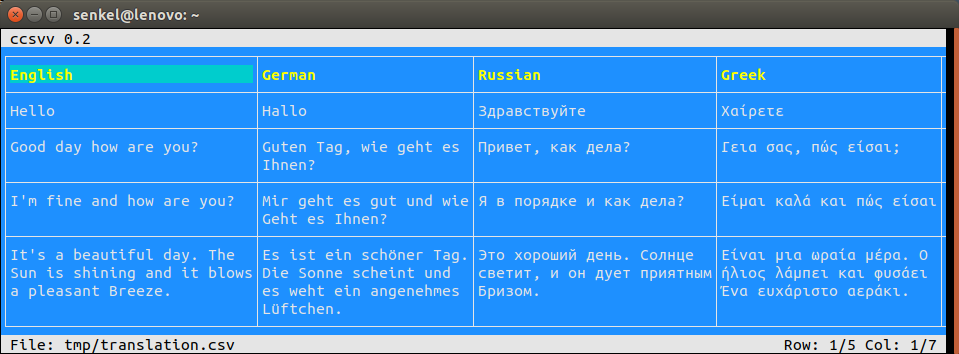 senkel@lenovo: ~
ccsvv 0.2
English German Russian Greek
Hello Hallo Здравствуйте Χαίρετε
Good day how are you? Guten Tag, wie geht es Привет, как дела? Γεια σας, πώς είσαι;
Ihnen?
I'm fine and how are you? Mir geht es gut und wie Я в порядке и как дела? Είμαι καλά και πώς είσαι
Geht es Ihnen?
It's a beautiful day. The Es ist ein schöner Tag. Это хороший день. Солнце Είναι μια ωραία μέρα. Ο
Sun is shining and it blows Die Sonne scheint und светит, и он дует приятным ήλιος λάμπει και φυσάει
a pleasant Breeze. es weht ein angenehmes Бризом. Ένα ευχάριστο αεράκι.
Lüftchen.
File: tmp/translation.csv Row: 1/5 Col: 1/7